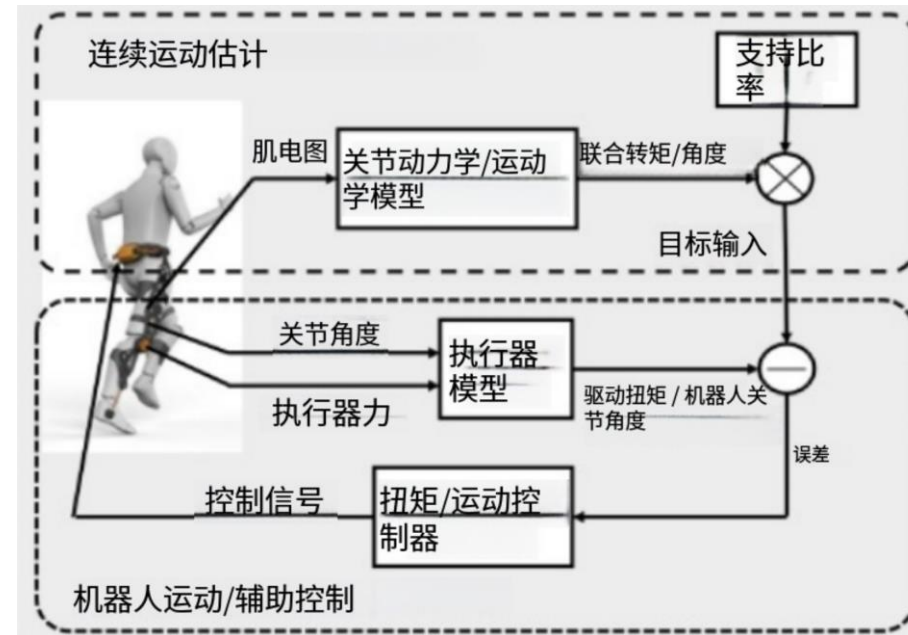 连续运动估计
支持比
率
肌电图
关节动力学/运动
学模型
联合转矩/角度
目标输入
关节角度
执行器力
执行器
模型
驱动扭矩 / 机器人关
节角度
误差
控制信号
扭矩/运动控
制器
机器人运动/辅助控制